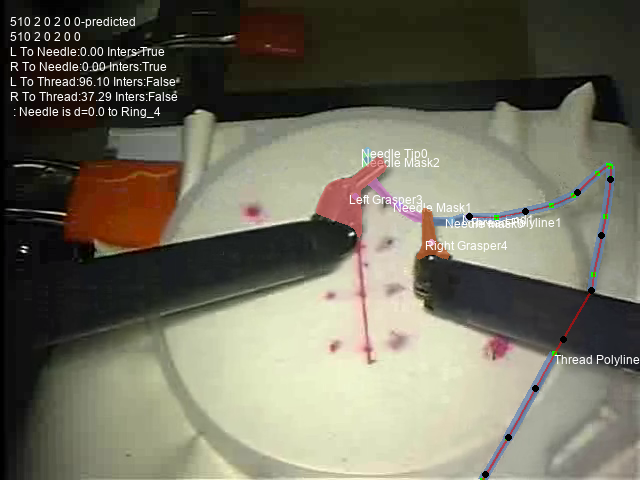 510 2 0 2 0 0-predicted
510 2 0 2 0 0
L To Needle:0.00 Inters:True
R To Needle:0.00 Inters:True
L To Thread:96.10 Inters:False
R To Thread:37.29 Inters:False
: Needle is d=0.0 to Ring_4
Needle Tip0
Needle Mask2
Left Grasper3
Needle Mask1
Polyline1
Right Grasper4
Thread Polyline